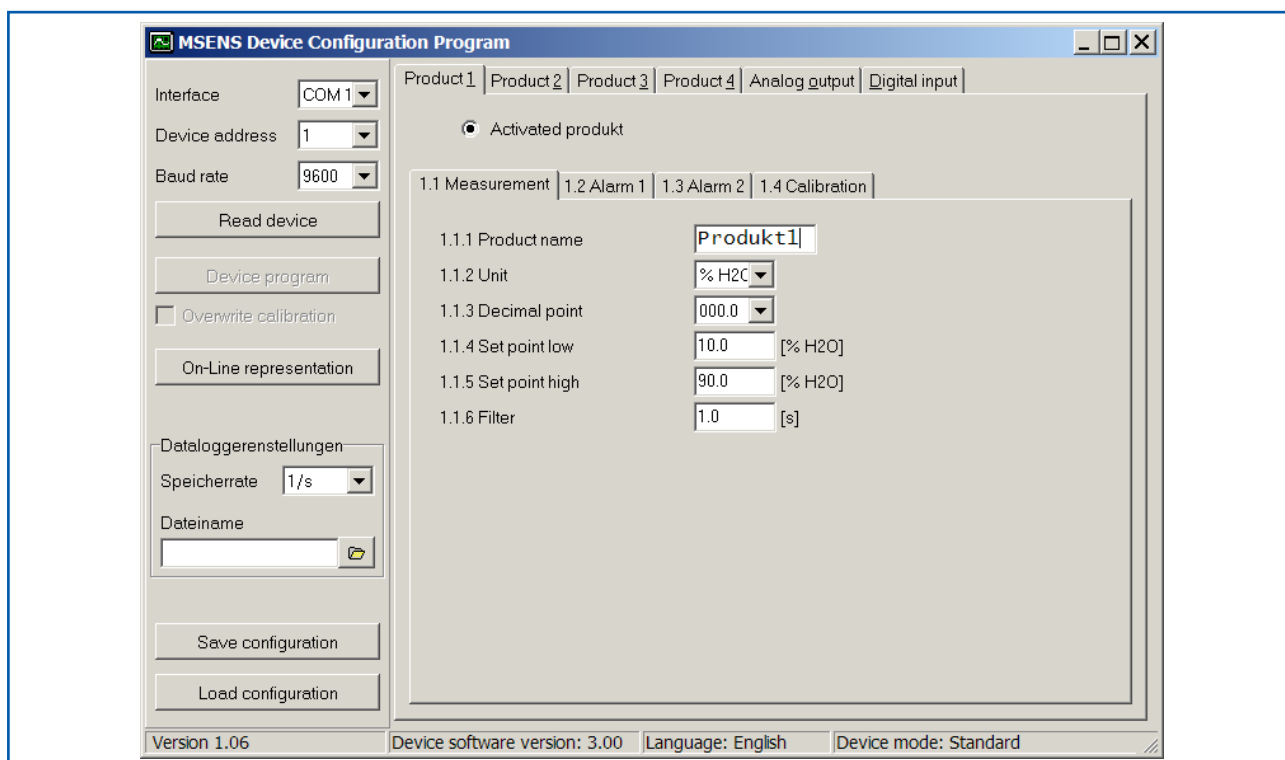 MSENS Device Configuration Program
Interface COM 1
Device address 1
Baud rate 9600
Read device
Device program
Overwrite calibration
On-Line representation
Dataloggerenstellungen
Speicherrate 1/s
Dateiname
Save configuration
Load configuration
Product 1 Product 2 Product 3 Product 4 Analog output Digital input
Activated produkt
1.1 Measurement 1.2 Alarm 1 1.3 Alarm 2 1.4 Calibration
1.1.1 Product name Produkt1
1.1.2 Unit % H2O
1.1.3 Decimal point 000.0
1.1.4 Set point low 10.0 [% H2O]
1.1.5 Set point high 90.0 [% H2O]
1.1.6 Filter 1.0 [s]
Version 1.06 Device software version: 3.00 Language: English Device mode: Standard